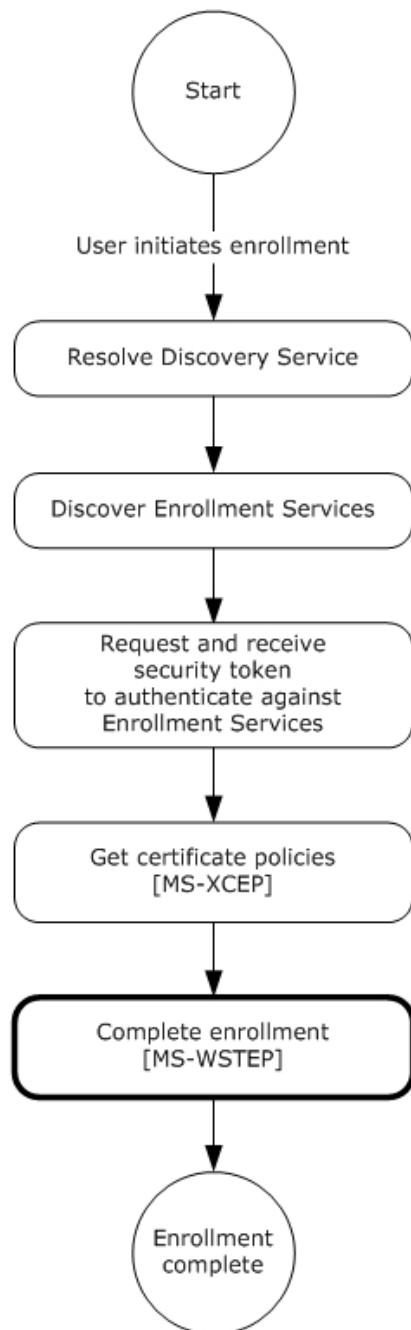 Start
User initiates enrollment
Resolve Discovery Service
Discover Enrollment Services
Request and receive
security token
to authenticate against
Enrollment Services
Get certificate policies
[MS-XCEP]
Complete enrollment
[MS-WSTEP]
Enrollment
complete